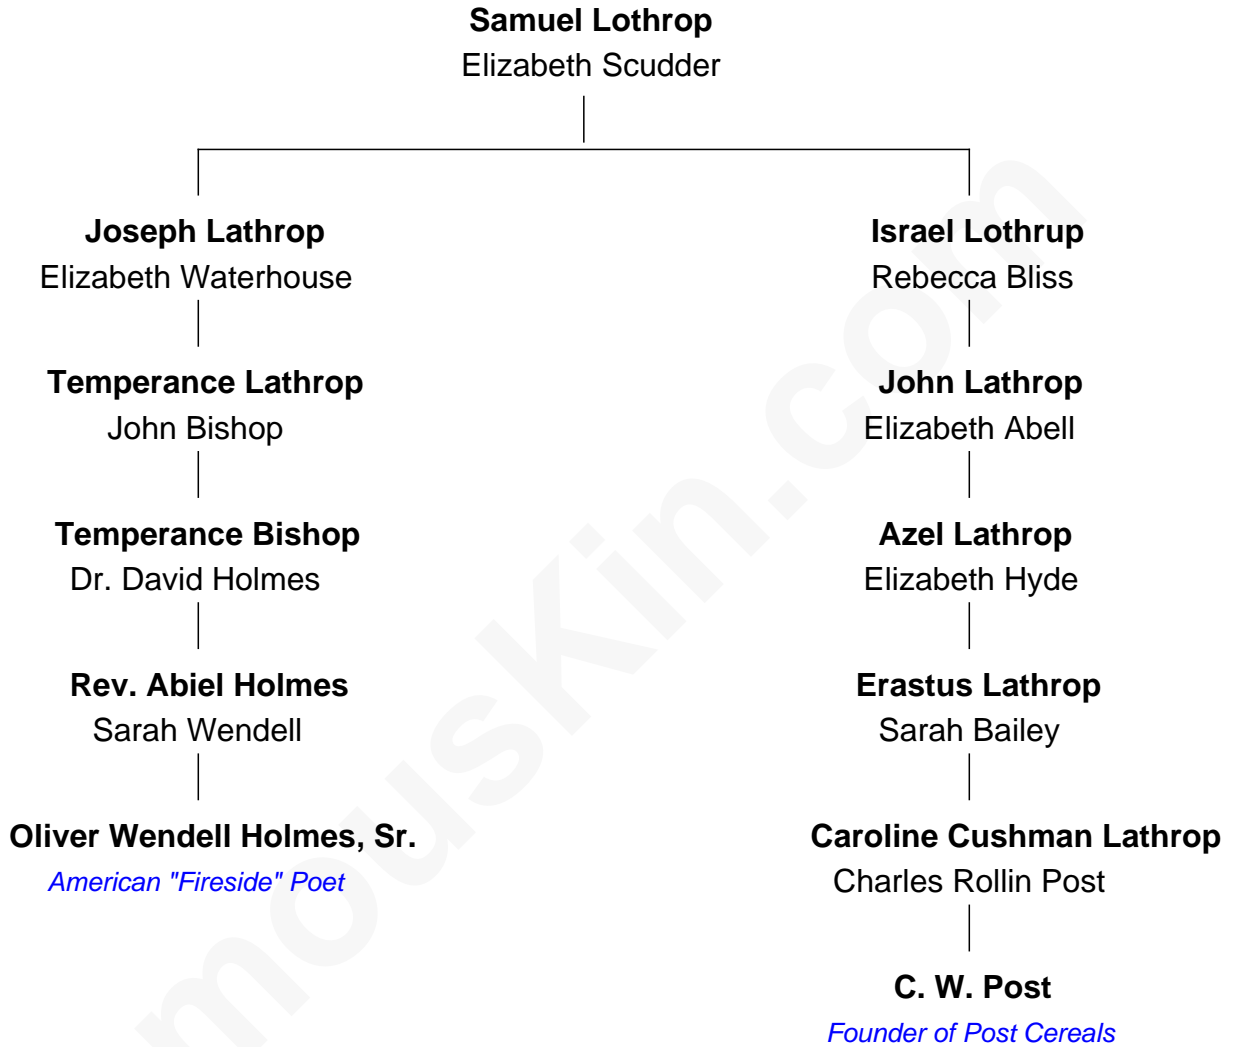 Samuel Lothrop
Elizabeth Scudder
Joseph Lathrop
Elizabeth Waterhouse
Israel Lothrup
Rebecca Bliss
Temperance Lathrop
John Bishop
John Lathrop
Elizabeth Abell
Temperance Bishop
Dr. David Holmes
Azel Lathrop
Elizabeth Hyde
Rev. Abiel Holmes
Sarah Wendell
Erastus Lathrop
Sarah Bailey
Oliver Wendell Holmes, Sr.
American "Fireside" Poet
Caroline Cushman Lathrop
Charles Rollin Post
C. W. Post
Founder of Post Cereals
mousKin.com